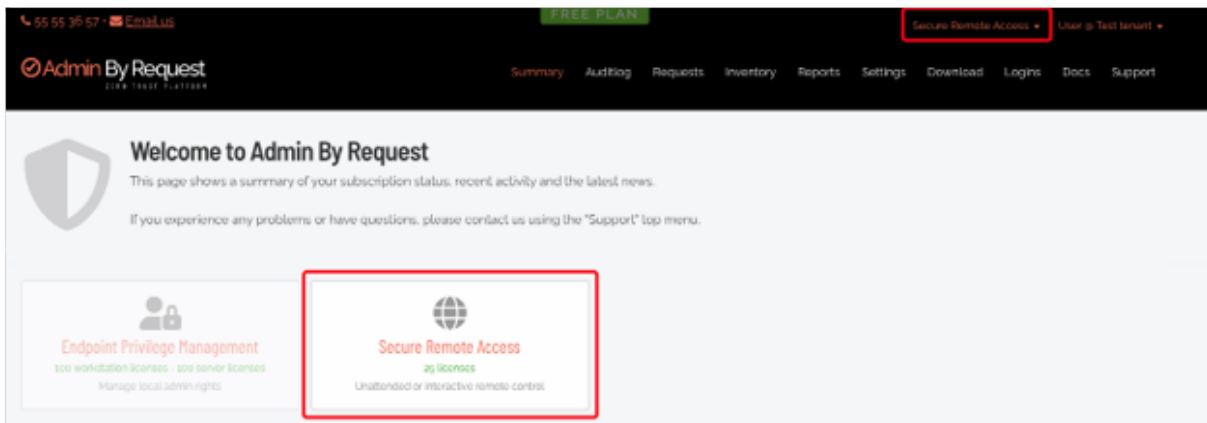 55 55 36 57 • Email us
FREE PLAN
Secure Remote Access
User @ Test tenant
Admin By Request
ZERO TRUST PLATFORM
Summary Auditlog Requests Inventory Reports Settings Download Logins Docs Support
Welcome to Admin By Request
This page shows a summary of your subscription status, recent activity and the latest news.
If you experience any problems or have questions, please contact us using the "Support" top menu.
Endpoint Privilege Management
100 workstation licenses - 100 server licenses
Manage local admin rights
Secure Remote Access
25 licenses
Unattended or interactive remote control